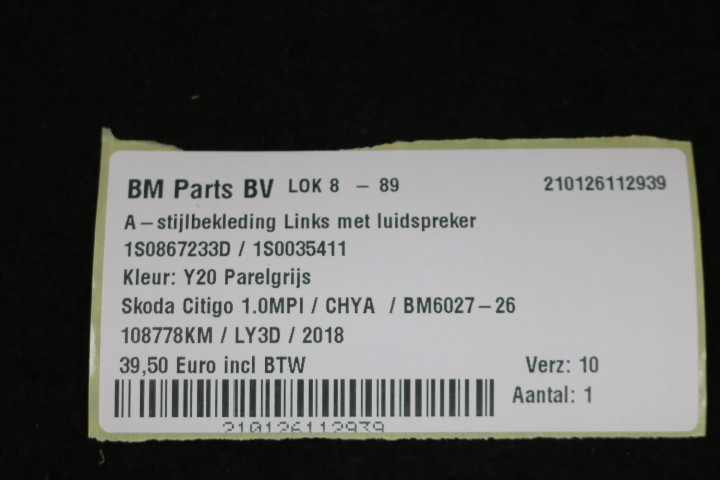 BM Parts BV LOK 8 - 89 210126112939
A-stijlbekleding Links met luidspreker
1S0867233D / 1S0035411
Kleur: Y20 Parelgrijs
Skoda Citigo 1.0MPI / CHYA / BM6027-26
108778KM / LY3D / 2018
39,50 Euro incl BTW Verz: 10
Aantal: 1
210126112939